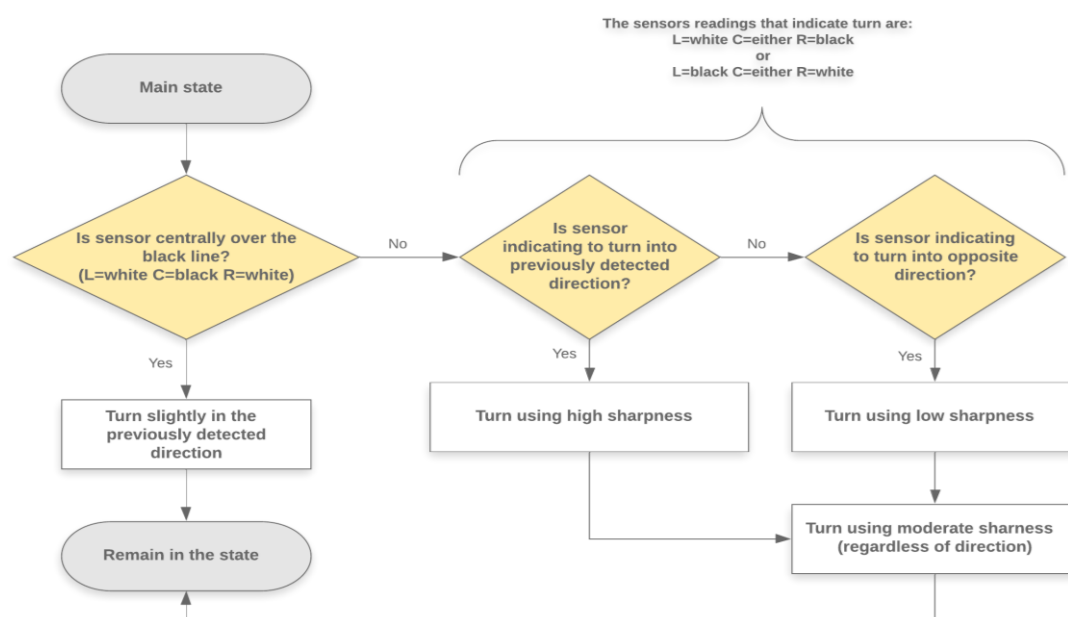 The sensors readings that indicate turn are:
L=white C=either R=black
or
L=black C=either R=white
Main state
Is sensor centrally over the
black line?
(L=white C=black R=white)
No
Is sensor
indicating to turn into
previously detected
direction?
No
Is sensor indicating
to turn into opposite
direction?
Yes
Yes
Yes
Turn slightly in the
previously detected
direction
Turn using high sharpness
Turn using low sharpness
Remain in the state
Turn using moderate sharness
(regardless of direction)